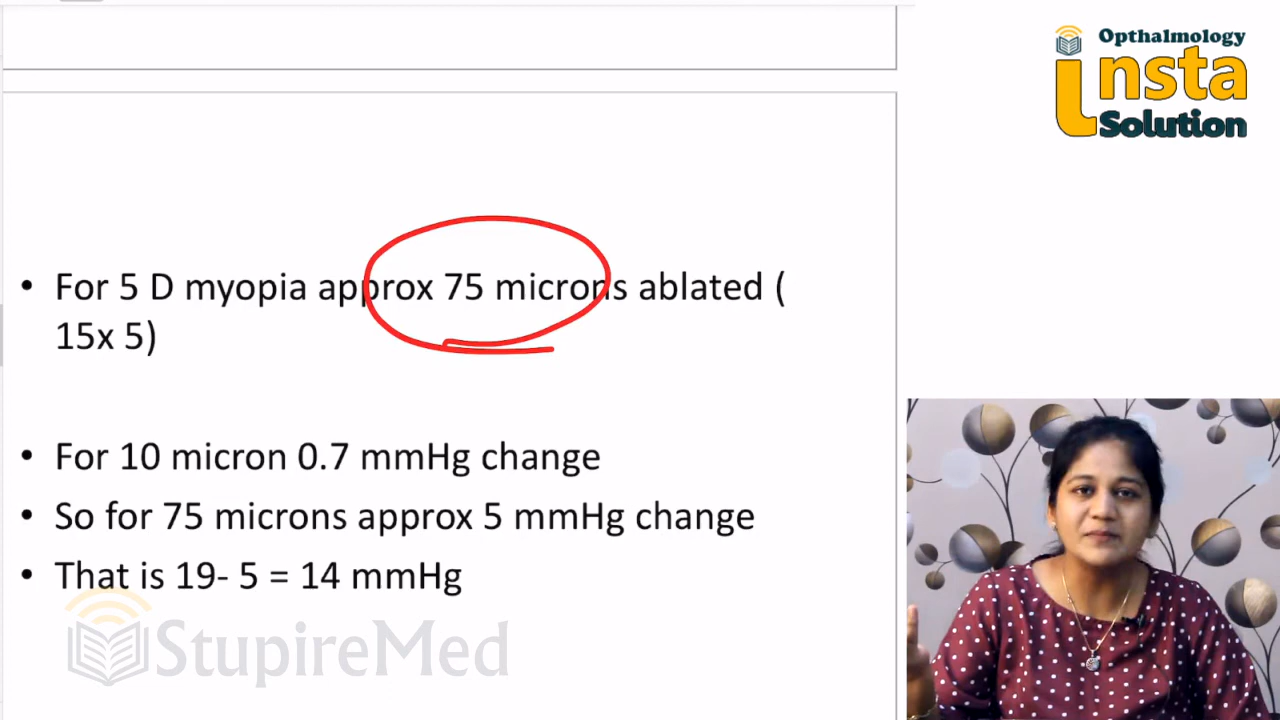 Opthalmology
insta
Solution
• For 5 D myopia approx 75 microns ablated (
15x 5)
• For 10 micron 0.7 mmHg change
• So for 75 microns approx 5 mmHg change
• That is 19- 5 = 14 mmHg
StupireMed